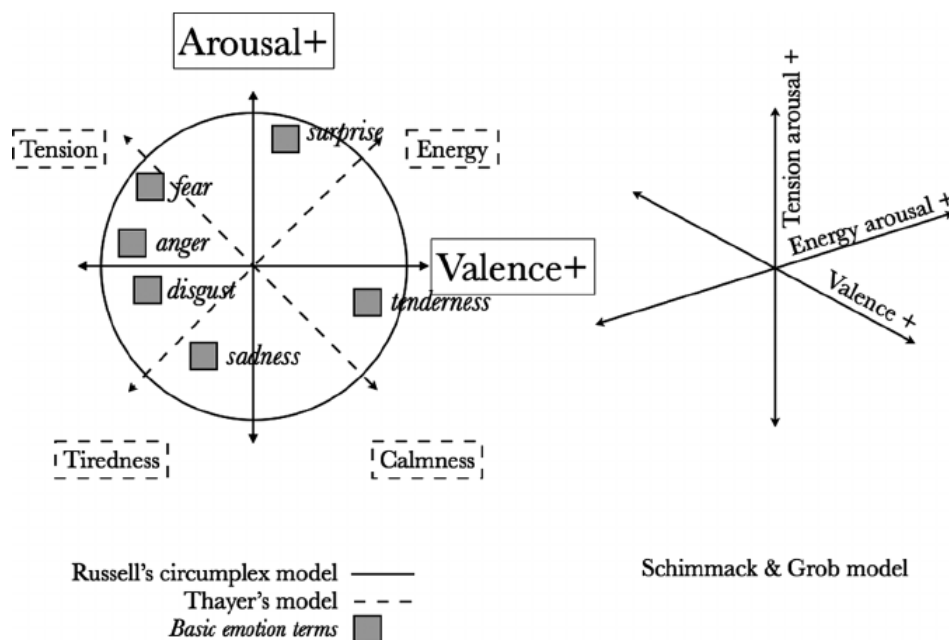 Arousal+
Tension
surprise
Energy
fear
anger
Valence+
disgust
tenderness
sadness
Tiredness
Calmness
Tension arousal +
Energy arousal +
Valence +
Russell's circumplex model
Thayer's model
Basic emotion terms
Schimmack & Grob model